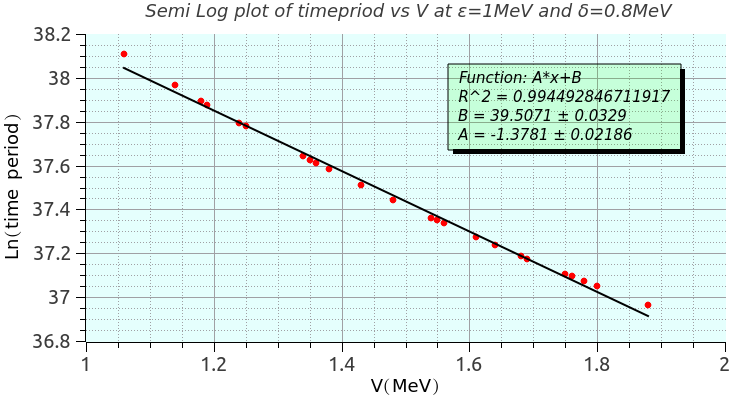 Semi Log plot of timepriod vs V at ε=1MeV and δ=0.8MeV
Function: A*x+B
R^2 = 0.994492846711917
B = 39.5071 ± 0.0329
A = -1.3781 ± 0.02186
Ln(time period)
38.2
38
37.8
37.6
37.4
37.2
37
36.8
1
1.2
1.4
1.6
1.8
2
V(MeV)